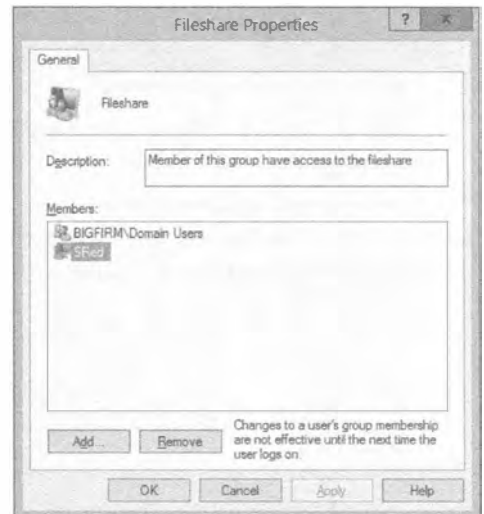 Fileshare Properties
?
x
General
Fileshare
Description:
Member of this group have access to the fileshare
Members:
BIGFIRM\Domain Users
SRed
Add...
Remove
Changes to a user's group membership
are not effective until the next time the
user logs on.
OK
Cancel
Apply
Help